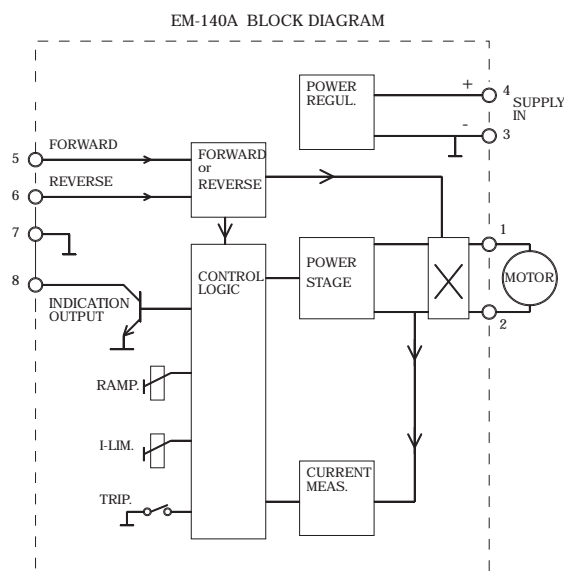 EM-140A BLOCK DIAGRAM
POWER
REGUL.
+
4
SUPPLY
IN
-
3
5
FORWARD
6
REVERSE
7
8
INDICATION
OUTPUT
FORWARD
or
REVERSE
CONTROL
LOGIC
POWER
STAGE
1
MOTOR
2
RAMP.
I-LIM.
TRIP.
CURRENT
MEAS.